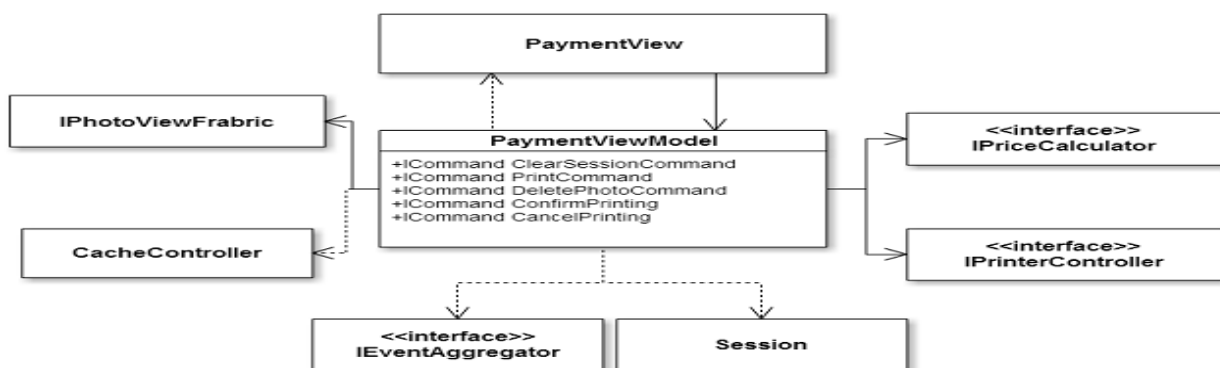 PaymentView
IPhotoViewFrabric
PaymentViewModel
+ICommand ClearSessionCommand
+ICommand PrintCommand
+ICommand DeletePhotoCommand
+ICommand ConfirmPrinting
+ICommand CancelPrinting
<<interface>>
IPriceCalculator
CacheController
<<interface>>
IPrinterController
<<interface>>
IEventAggregator
Session